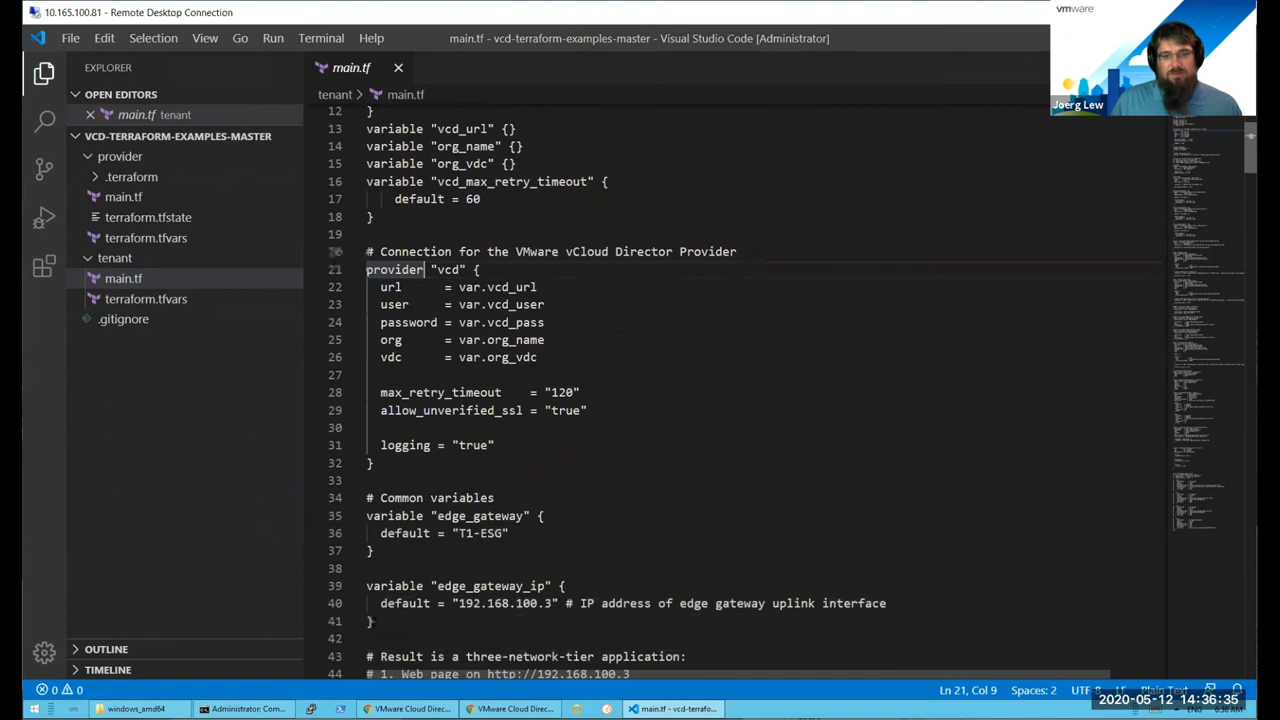 10.165.100.81 - Remote Desktop Connection
vmware
File Edit Selection View Go Run Terminal Help
main.tf - vcd-terraform-examples-master - Visual Studio Code [Administrator]
Joerg Lew
EXPLORER
OPEN EDITORS
main.tf tenant
VCD-TERRAFORM-EXAMPLES-MASTER
provider
.terraform
main.tf
terraform.tfstate
terraform.tfvars
tenant
main.tf
terraform.tfvars
.gitignore
OUTLINE
TIMELINE
main.tf
tenant > main.tf
12 }
13 variable "vcd_url" {}
14 variable "org_name" {}
15 variable "org_vdc" {}
16 variable "vcd_max_retry_timeout" {
17 default =
18 }
19
20 # Connection VMware Cloud Director Provider
21 provider "vcd" {
22 url = var.vcd_url
23 user = var.vcd_user
24 password =
25 org = var.org_name
26 vdc = var.org_vdc
27
28 max_retry_timeout = "120"
29 allow_unverified_ssl = "true"
30
31 logging = "true"
32 }
33
34 # Common variables
35 variable "edge_gateway" {
36 default = "T1-ESG
37 }
38
39 variable "edge_gateway_ip" {
40 default = "192.168.100.3" # IP address of edge gateway uplink interface
41 }
42
43 # Result is a three-network-tier application:
44 # 1. Web page on http://192.168.100.3
0 0
Ln 21, Col 9 Spaces: 2 UTF-8 LF Plain Text
windows_amd64
Administrator: Com...
VMware Cloud Direc...
VMware Cloud Direc...
main.tf - vcd-terrafo...
2020-05-12 14:36:35